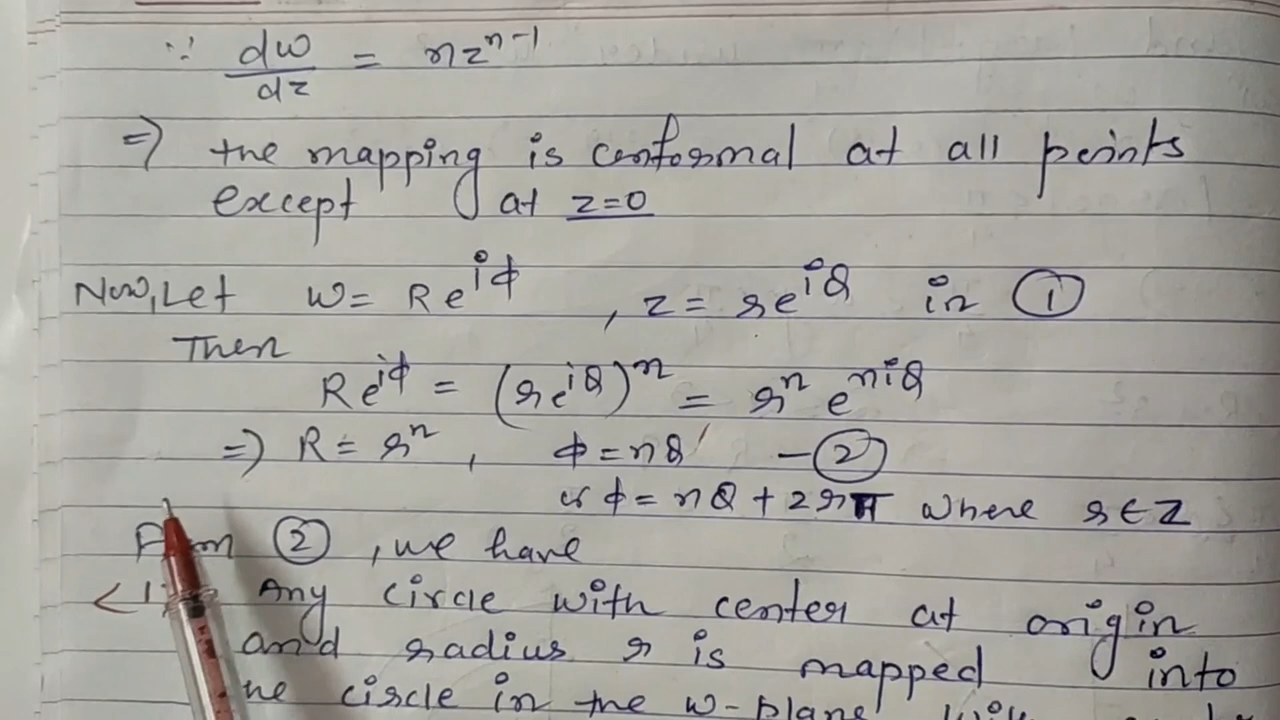 ∵ dw/dz = nz^(n-1)
=> the mapping is conformal at all points
except at z=0
Now, Let w = Re^(iϕ) , z = re^(iθ) in ①
Then
Re^(iϕ) = (re^(iθ))^n = r^n e^(niθ)
=> R = r^n , ϕ = nθ — ②
or ϕ = nθ + 2rπ where r ∈ Z
From ② , we have
<1 Any circle with center at origin
and radius r is mapped into
the circle in the w-plane